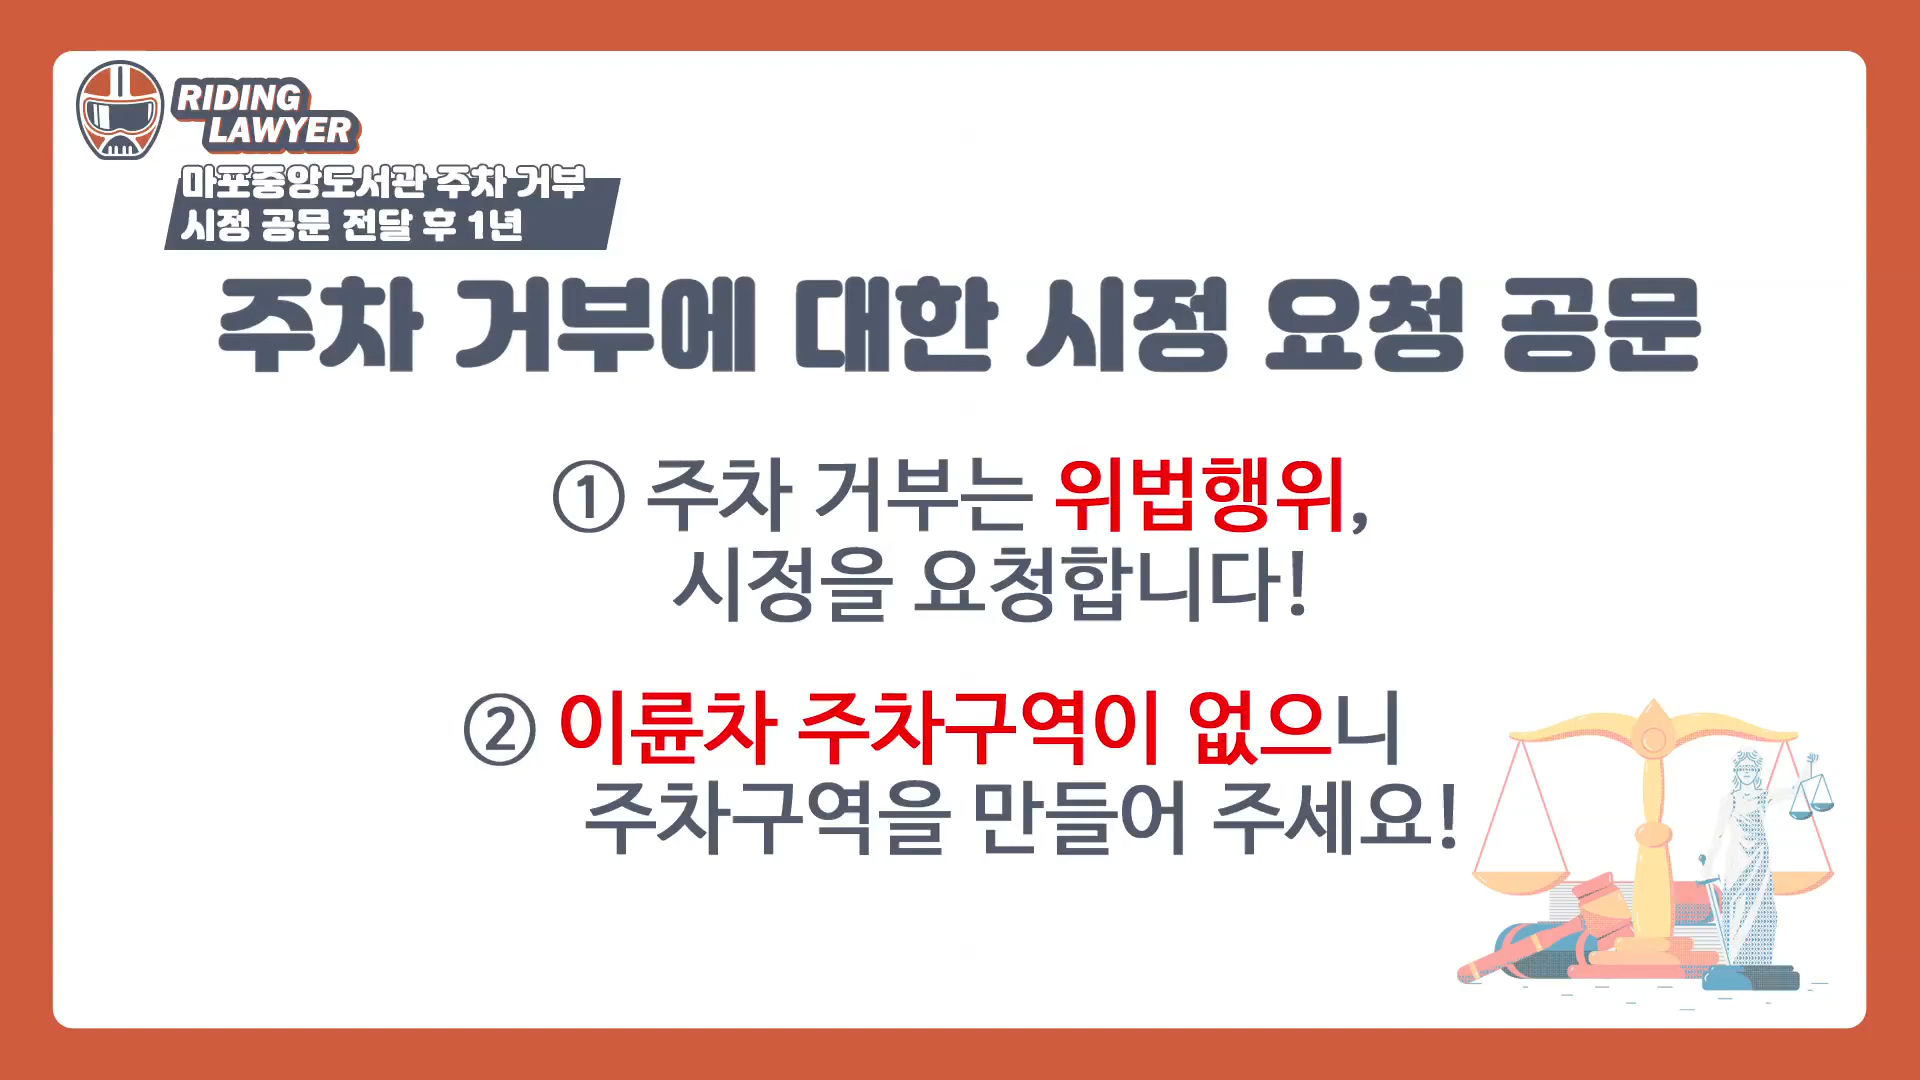 RIDING
LAWYER
마포중앙도서관 주차 거부
시정 공문 전달 후 1년
주차 거부에 대한 시정 요청 공문
① 주차 거부는 위법행위,
시정을 요청합니다!
② 이륜차 주차구역이 없으니
주차구역을 만들어 주세요!